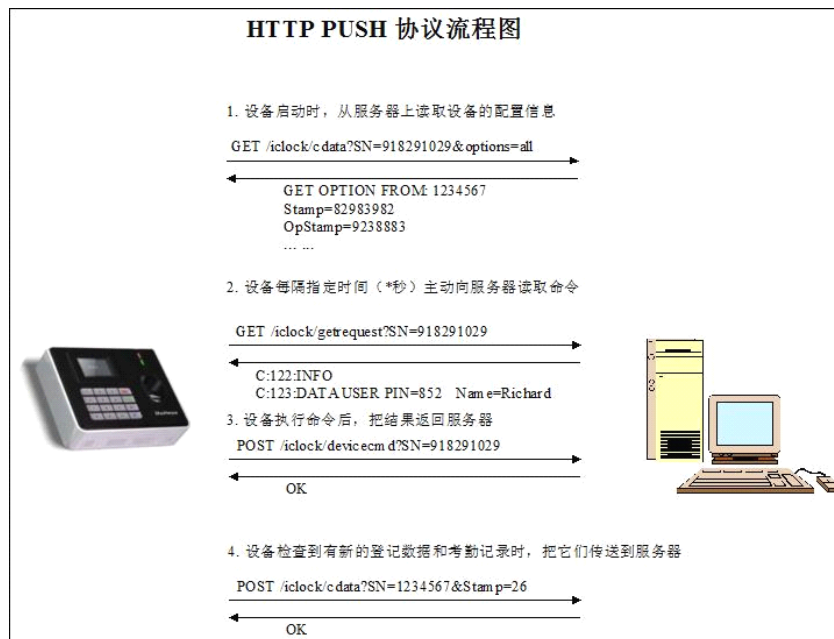 HTTP PUSH 协议流程图
1. 设备启动时，从服务器上读取设备的配置信息
GET /iclock/cdata?SN=918291029&options=all
GET OPTION FROM: 1234567
Stamp=82983982
OpStamp=9238883
... ...
2. 设备每隔指定时间（*秒）主动向服务器读取命令
GET /iclock/getrequest?SN=918291029
C:122:INFO
C:123:DATA USER PIN=852 Name=Richard
3. 设备执行命令后，把结果返回服务器
POST /iclock/devicecmd?SN=918291029
OK
4. 设备检查到有新的登记数据和考勤记录时，把它们传送到服务器
POST /iclock/cdata?SN=1234567&Stamp=26
OK